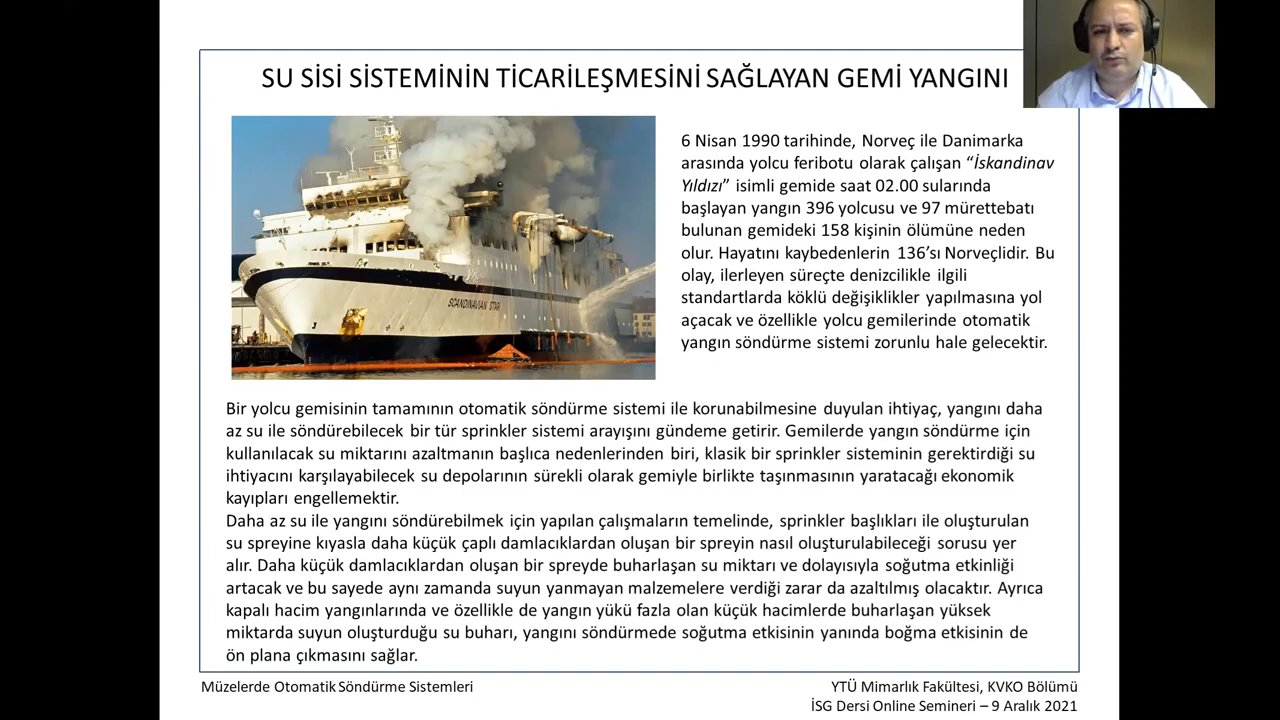 SU SİSİ SİSTEMİNİN TİCARİLEŞMESİNİ SAĞLAYAN GEMİ YANGINI
SCANDINAVIAN STAR
6 Nisan 1990 tarihinde, Norveç ile Danimarka
arasında yolcu feribotu olarak çalışan “İskandinav
Yıldızı” isimli gemide saat 02.00 sularında
başlayan yangın 396 yolcusu ve 97 mürettebatı
bulunan gemideki 158 kişinin ölümüne neden
olur. Hayatını kaybedenlerin 136’sı Norveçlidir. Bu
olay, ilerleyen süreçte denizcilikle ilgili
standartlarda köklü değişiklikler yapılmasına yol
açacak ve özellikle yolcu gemilerinde otomatik
yangın söndürme sistemi zorunlu hale gelecektir.
Bir yolcu gemisinin tamamının otomatik söndürme sistemi ile korunabilmesine duyulan ihtiyaç, yangını daha
az su ile söndürebilecek bir tür sprinkler sistemi arayışını gündeme getirir. Gemilerde yangın söndürme için
kullanılacak su miktarını azaltmanın başlıca nedenlerinden biri, klasik bir sprinkler sisteminin gerektirdiği su
ihtiyacını karşılayabilecek su depolarının sürekli olarak gemiyle birlikte taşınmasının yaratacağı ekonomik
kayıpları engellemektir.
Daha az su ile yangını söndürebilmek için yapılan çalışmaların temelinde, sprinkler başlıkları ile oluşturulan
su spreyine kıyasla daha küçük çaplı damlacıklardan oluşan bir spreyin nasıl oluşturulabileceği sorusu yer
alır. Daha küçük damlacıklardan oluşan bir spreyde buharlaşan su miktarı ve dolayısıyla soğutma etkinliği
artacak ve bu sayede aynı zamanda suyun yanmayan malzemelere verdiği zarar da azaltılmış olacaktır. Ayrıca
kapalı hacim yangınlarında ve özellikle de yangın yükü fazla olan küçük hacimlerde buharlaşan yüksek
miktarda suyun oluşturduğu su buharı, yangını söndürmede soğutma etkisinin yanında boğma etkisinin de
ön plana çıkmasını sağlar.
Müzelerde Otomatik Söndürme Sistemleri
YTÜ Mimarlık Fakültesi, KVKO Bölümü
İSG Dersi Online Semineri – 9 Aralık 2021